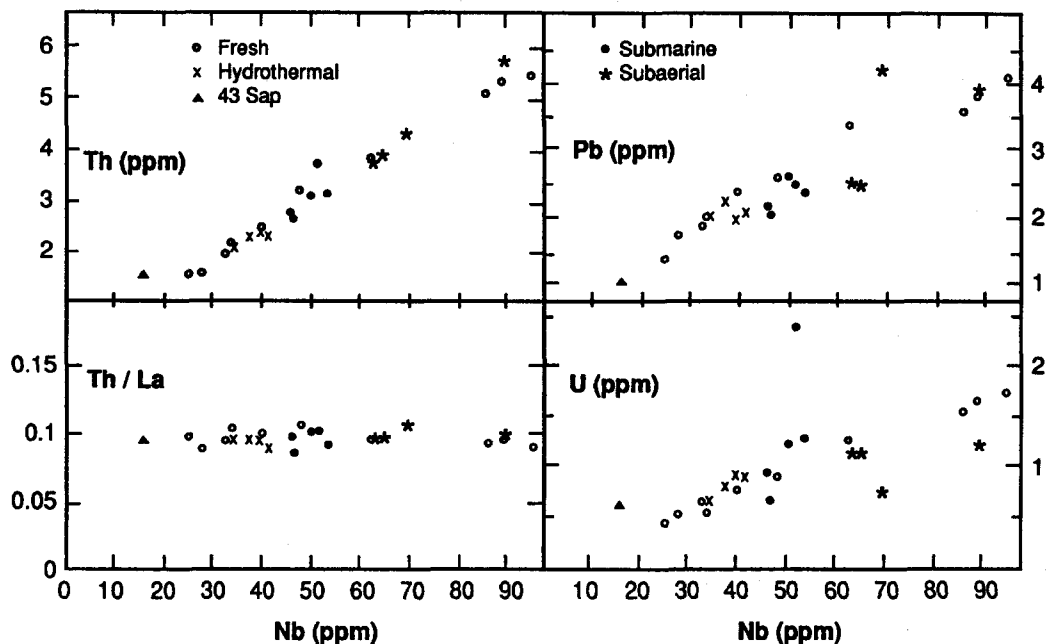 Fresh
Hydrothermal
43 Sap
Th (ppm)
6
5
4
3
2
Submarine
Subaerial
Pb (ppm)
4
3
2
1
Th / La
0.15
0.1
0.05
0
U (ppm)
2
1
0 10 20 30 40 50 60 70 80 90
Nb (ppm)
10 20 30 40 50 60 70 80 90
Nb (ppm)